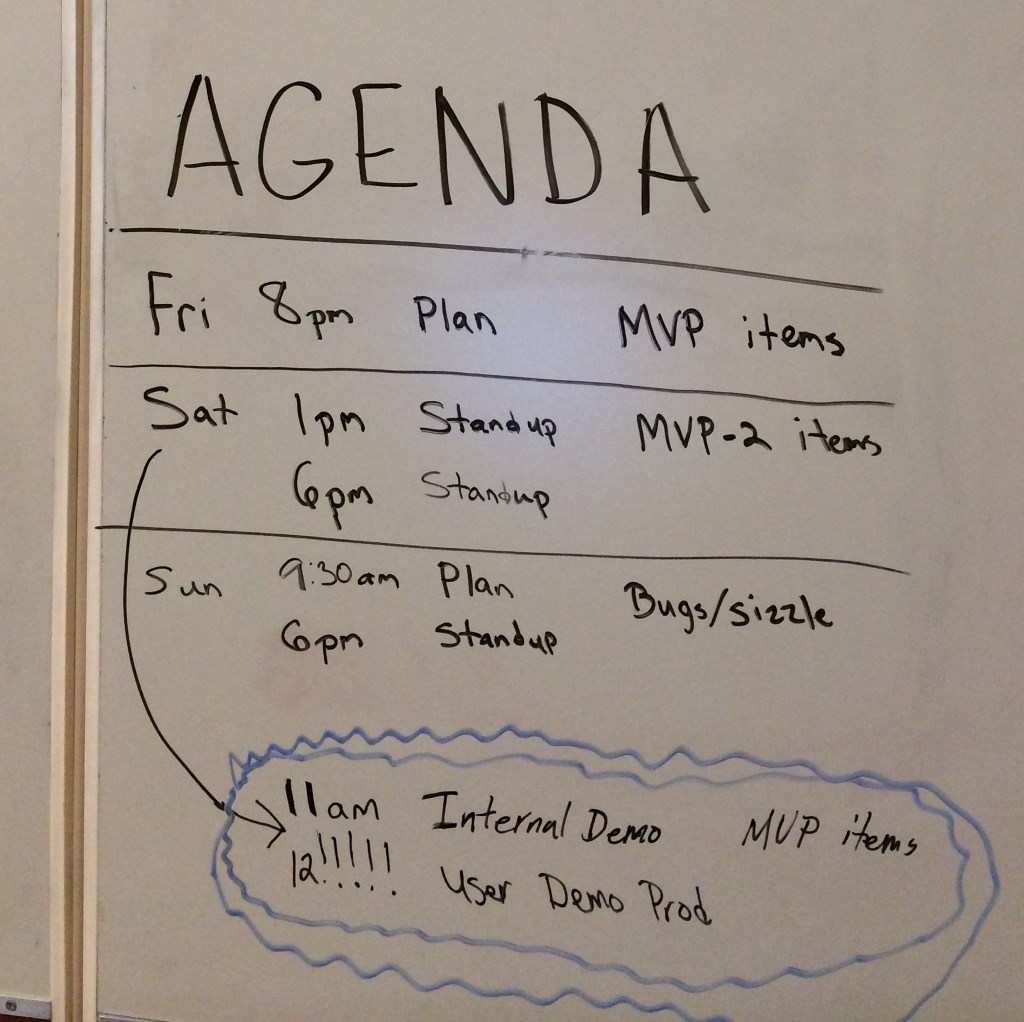 AGENDA
Fri 8pm Plan MVP items
Sat 1pm Standup MVP-2 items
6pm Standup
Sun 9:30am Plan Bugs/sizzle
6pm Standup
11am Internal Demo MVP items
12!!!!! User Demo Prod